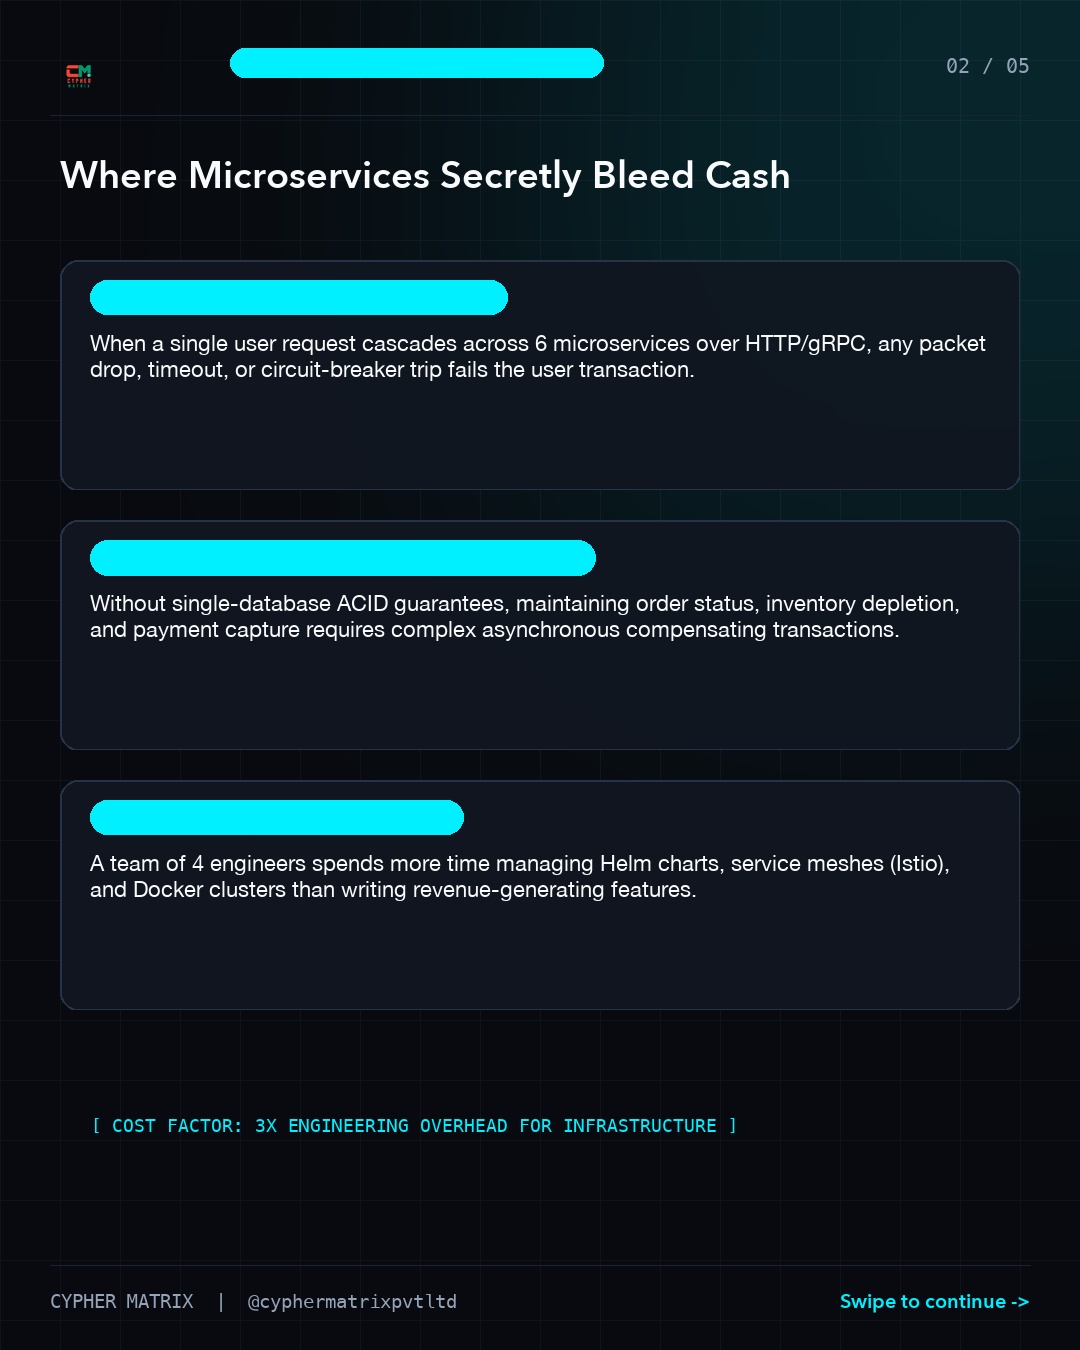 CM
CYPHER
MATRIX
02 / 05
Where Microservices Secretly Bleed Cash
When a single user request cascades across 6 microservices over HTTP/gRPC, any packet
drop, timeout, or circuit-breaker trip fails the user transaction.
Without single-database ACID guarantees, maintaining order status, inventory depletion,
and payment capture requires complex asynchronous compensating transactions.
A team of 4 engineers spends more time managing Helm charts, service meshes (Istio),
and Docker clusters than writing revenue-generating features.
[ COST FACTOR: 3X ENGINEERING OVERHEAD FOR INFRASTRUCTURE ]
CYPHER MATRIX | @cyphermatrixpvtltd
Swipe to continue ->